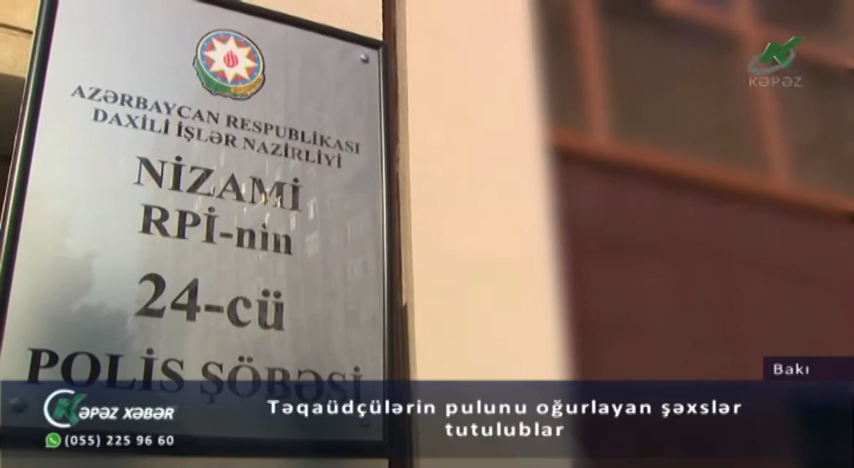 AZƏRBAYCAN RESPUBLİKASI
DAXİLİ İŞLƏR NAZİRLİYİ
NİZAMİ
RPİ-nin
24-cü
POLİS ŞÖBƏSİ
KƏPƏZ
Bakı
KƏPƏZ XƏBƏR
(055) 225 96 60
Təqaüdçülərin pulunu oğurlayan şəxslər
tutulublar